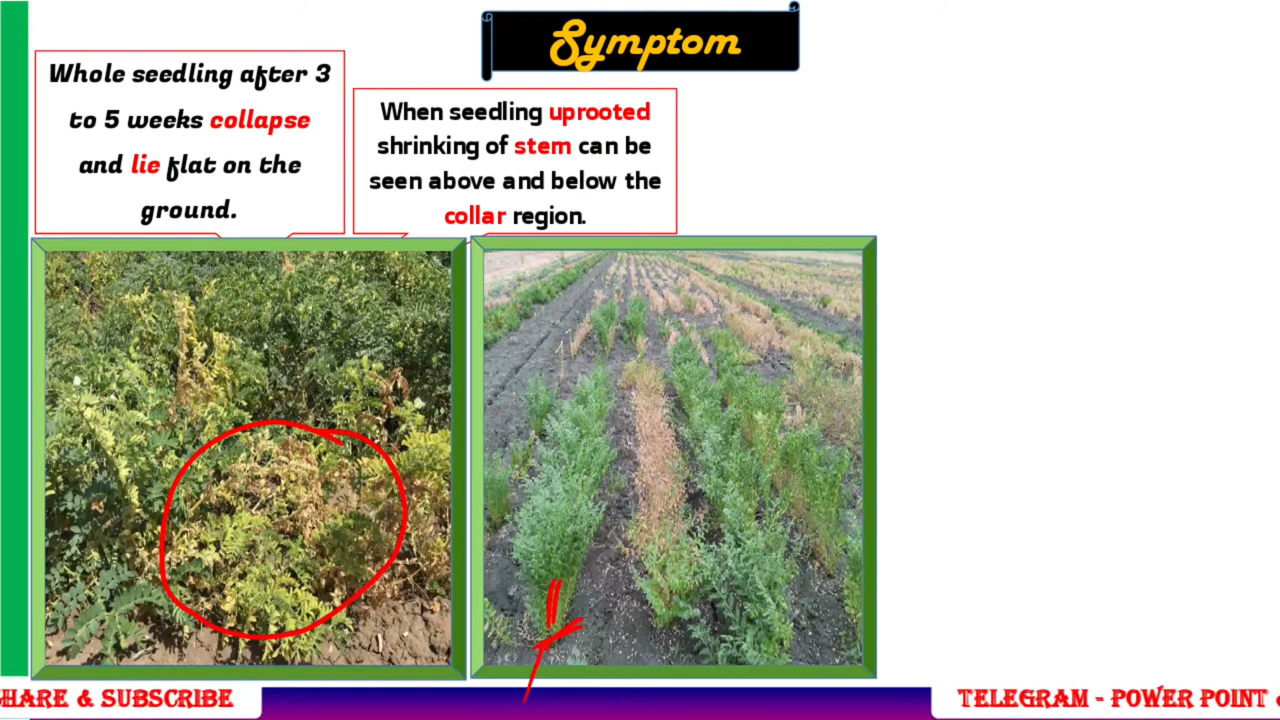 Symptom
Whole seedling after 3
to 5 weeks collapse
and lie flat on the
ground.
When seedling uprooted
shrinking of stem can be
seen above and below the
collar region.
HARE & SUBSCRIBE
TELEGRAM - POWER POINT